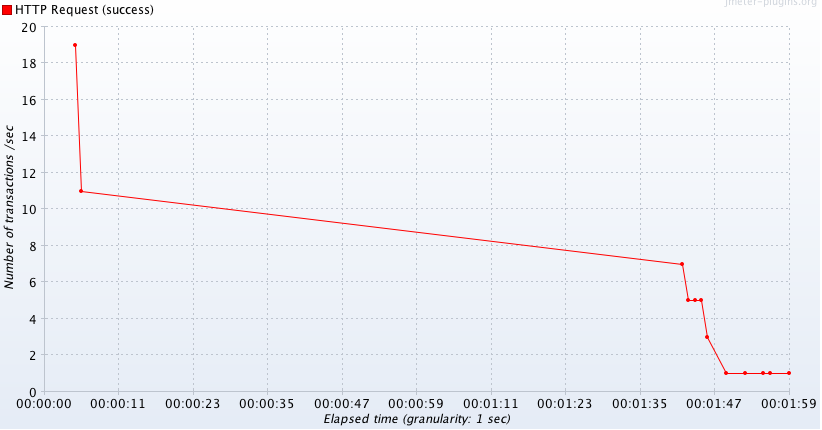 jmeter-plugins.org
HTTP Request (success)
20
18
16
14
12
10
8
6
4
2
0
Number of transactions /sec
00:00:00 00:00:11 00:00:23 00:00:35 00:00:47 00:00:59 00:01:11 00:01:23 00:01:35 00:01:47 00:01:59
Elapsed time (granularity: 1 sec)